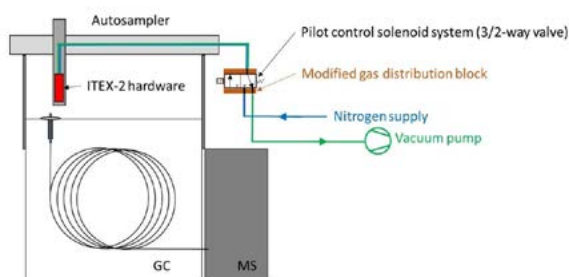 Autosampler
Pilot control solenoid system (3/2-way valve)
ITEX-2 hardware
Modified gas distribution block
Nitrogen supply
Vacuum pump
GC
MS